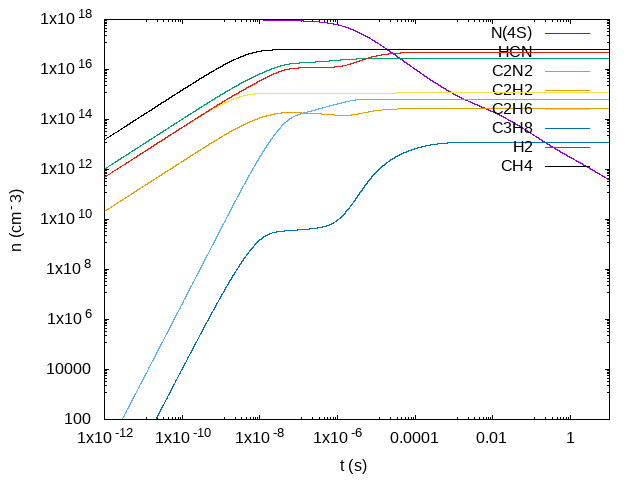 1x10^18
1x10^16
1x10^14
1x10^12
1x10^10
1x10^8
1x10^6
10000
100
n (cm^-3)
N(4S)
HCN
C2N2
C2H2
C2H6
C3H8
H2
CH4
1x10^-12
1x10^-10
1x10^-8
1x10^-6
0.0001
0.01
1
t (s)